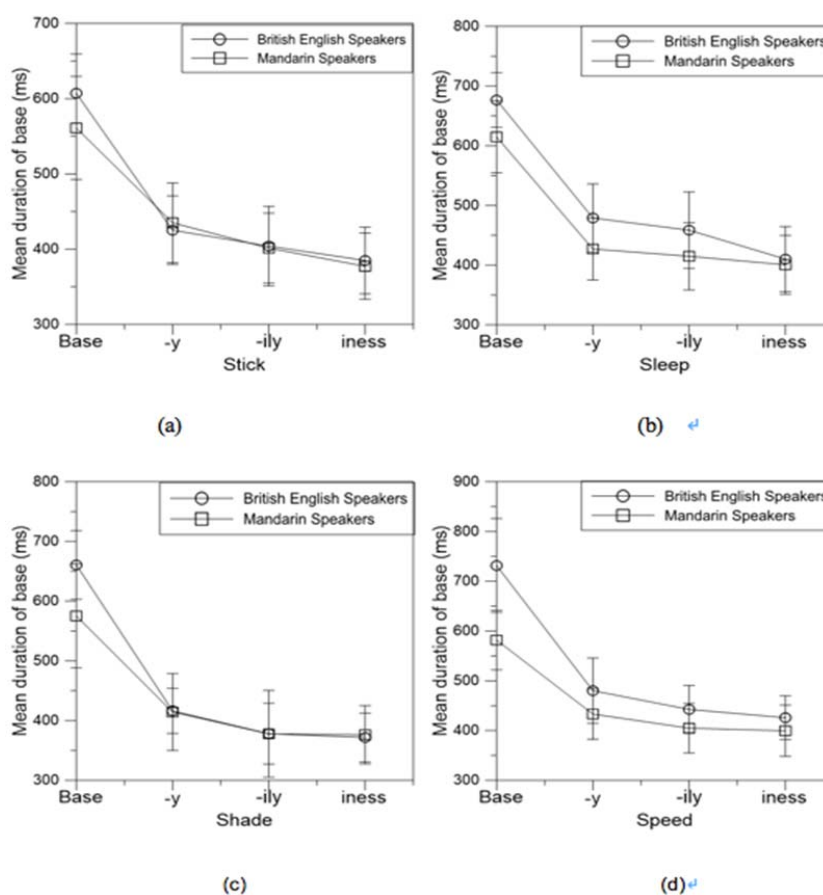 700
600
500
400
300
Mean duration of base (ms)
British English Speakers
Mandarin Speakers
Base -y -ily iness
Stick
(a)
800
700
600
500
400
300
Mean duration of base (ms)
British English Speakers
Mandarin Speakers
Base -y -ily iness
Sleep
(b) ↵
800
700
600
500
400
300
Mean duration of base (ms)
British English Speakers
Mandarin Speakers
Base -y -ily iness
Shade
(c)
900
800
700
600
500
400
300
Mean duration of base (ms)
British English Speakers
Mandarin Speakers
Base -y -ily iness
Speed
(d)↵